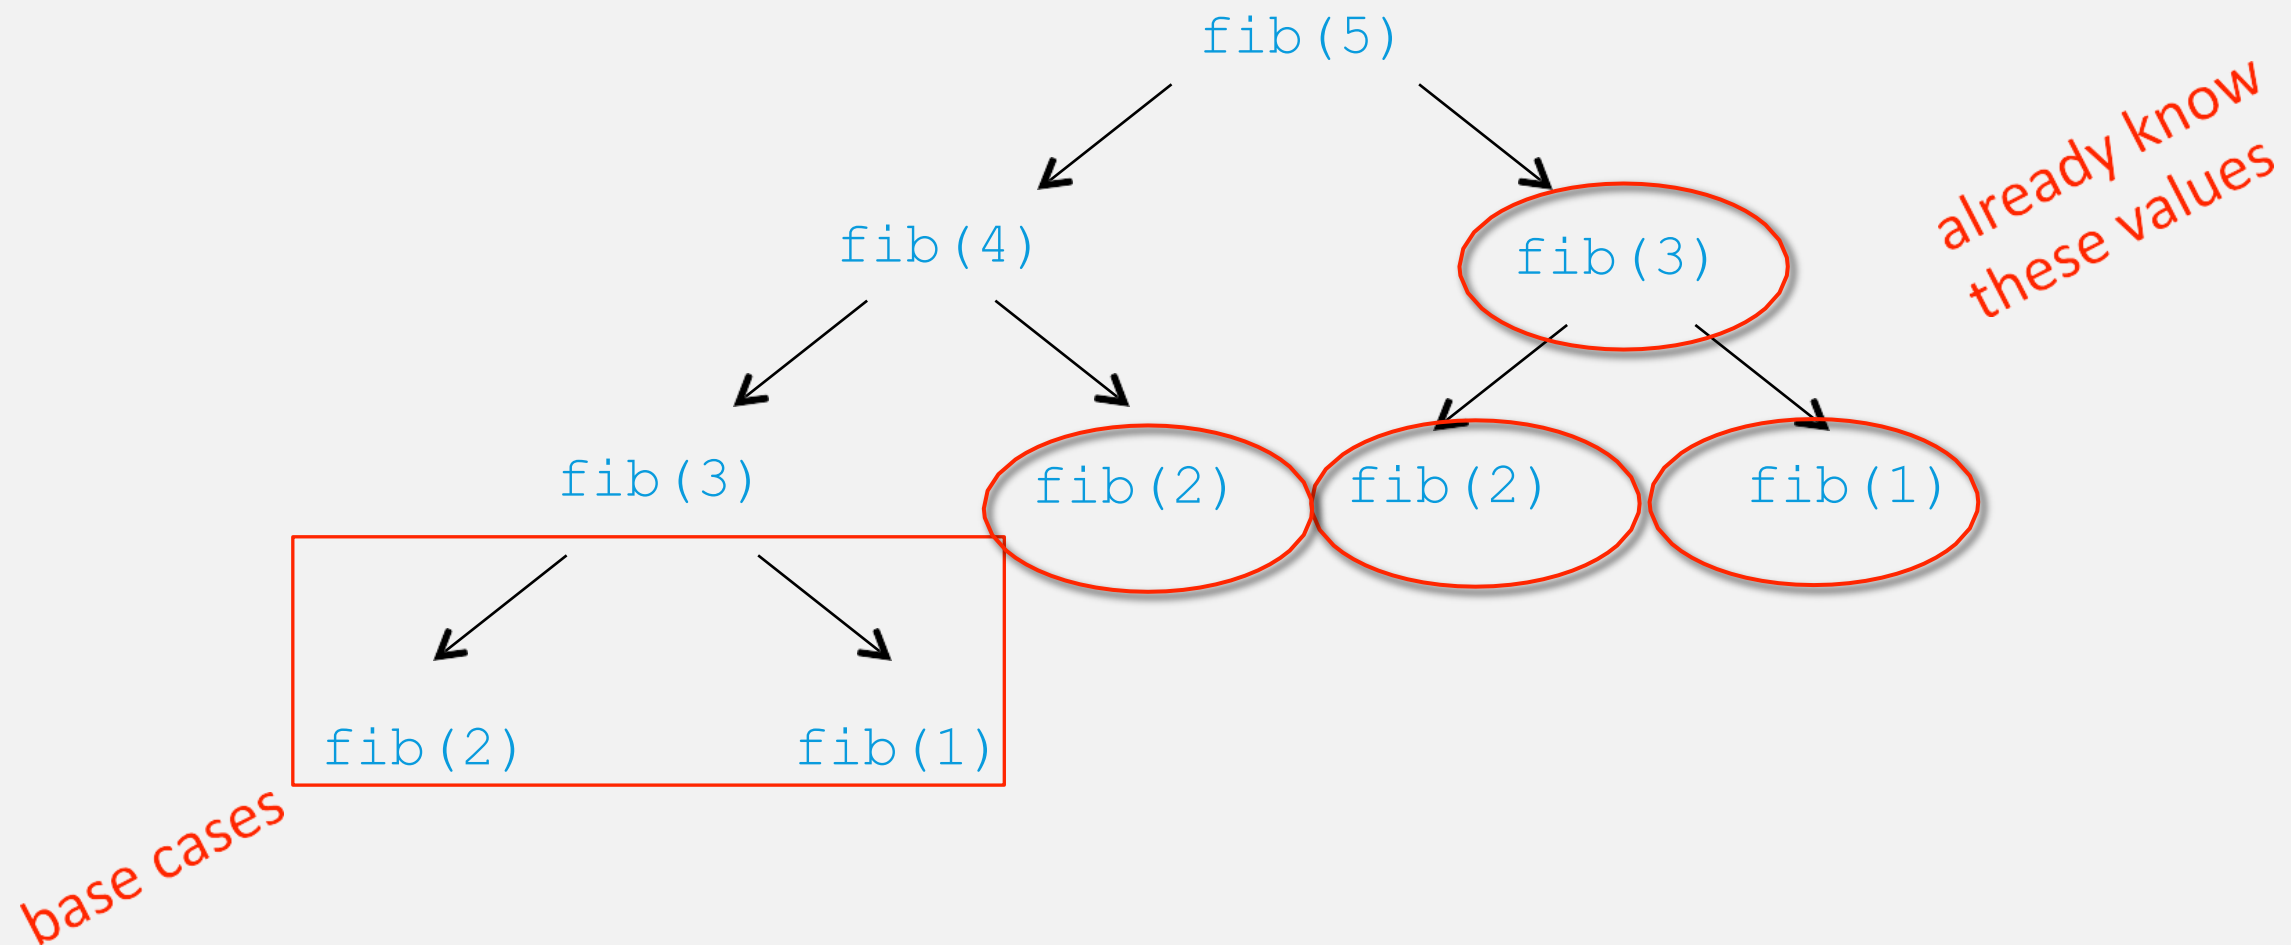 fib(5)
already know
these values
fib(4)
fib(3)
fib(3)
fib(2)
fib(2)
fib(1)
fib(2)
fib(1)
base cases